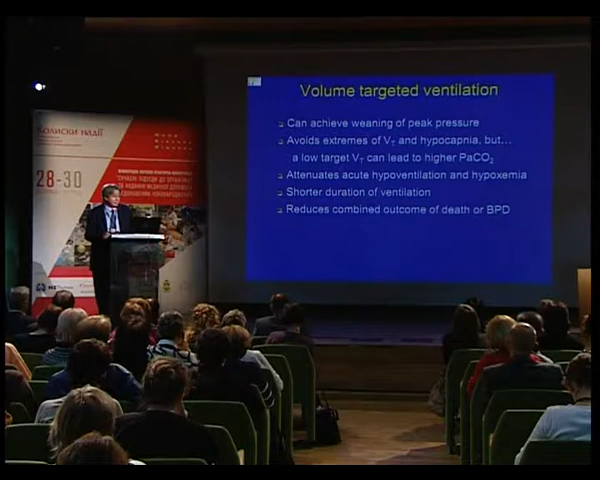 Volume targeted ventilation
Can achieve weaning of peak pressure
Avoids extremes of VT and hypocapnia, but...
a low target VT can lead to higher PaCO2
Attenuates acute hypoventilation and hypoxemia
Shorter duration of ventilation
Reduces combined outcome of death or BPD
Колиски надії
28-30